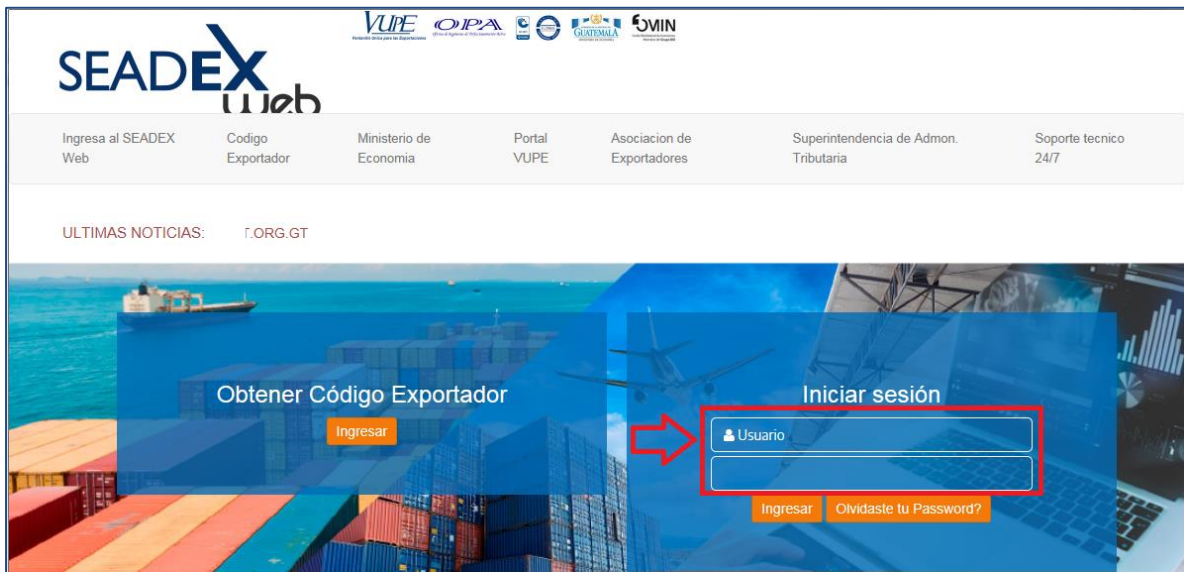 VUPE
OPA
GUATEMALA
SEADEX
Web
Ingresa al SEADEX
Web
Codigo
Exportador
Ministerio de
Economia
Portal
VUPE
Asociacion de
Exportadores
Superintendencia de Admon.
Tributaria
Soporte tecnico
24/7
ULTIMAS NOTICIAS:
T.ORG.GT
Obtener Código Exportador
Ingresar
Iniciar sesión
Usuario
Ingresar
Olvidaste tu Password?